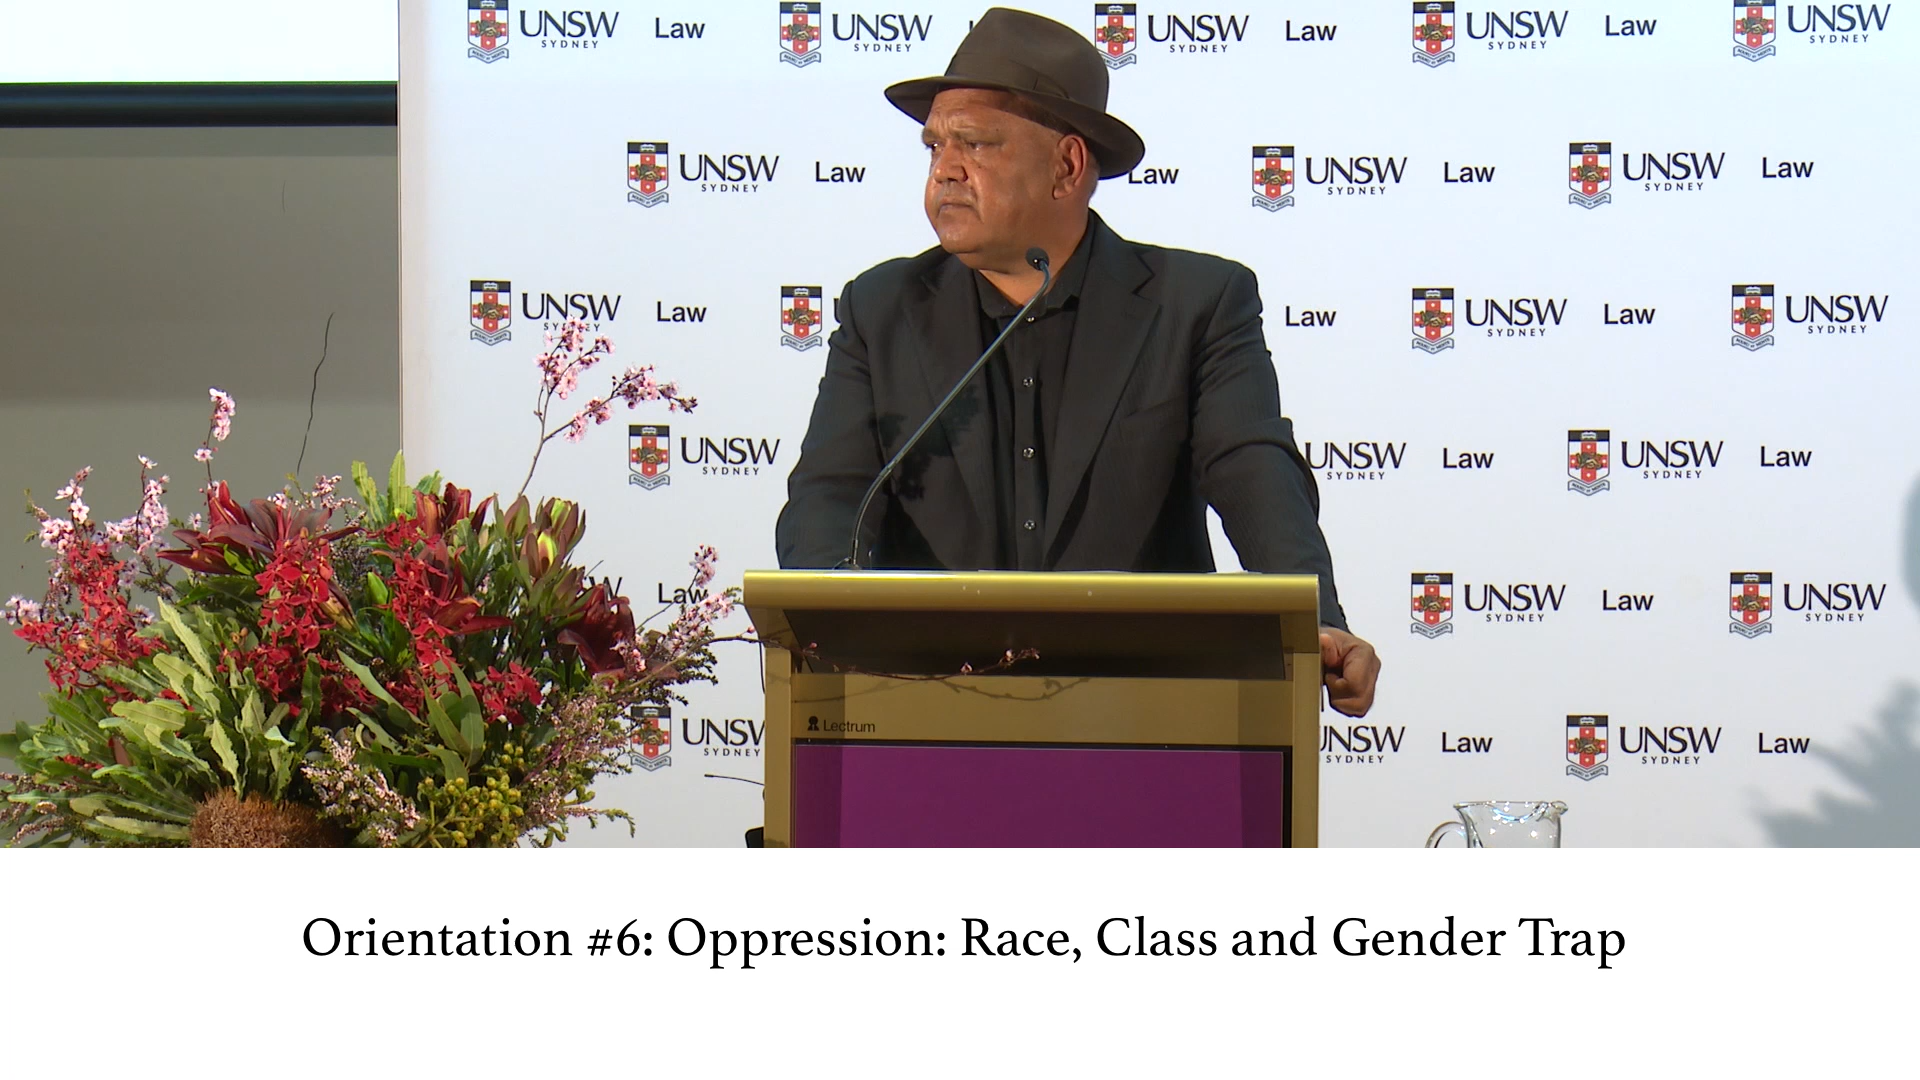 UNSW SYDNEY Law UNSW SYDNEY UNSW SYDNEY Law UNSW SYDNEY Law UNSW SYDNEY
UNSW SYDNEY Law Law UNSW SYDNEY Law UNSW SYDNEY Law
UNSW SYDNEY Law Law UNSW SYDNEY Law UNSW SYDNEY
UNSW SYDNEY UNSW SYDNEY Law UNSW SYDNEY Law
Law UNSW SYDNEY Law UNSW SYDNEY
Lectrum
UNSW SYDNEY UNSW SYDNEY Law UNSW SYDNEY Law
Orientation #6: Oppression: Race, Class and Gender Trap